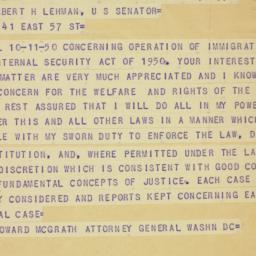 BERT H LEHMAN, U S SENATOR=
41 EAST 57 ST=
10-11-50 CONCERNING OPERATION OF IMMIGRAT
TERNAL SECURITY ACT OF 1950. YOUR INTEREST
MATTER ARE VERY MUCH APPRECIATED AND I KNOW
CONCERN FOR THE WELFARE AND RIGHTS OF THE
REST ASSURED THAT I WILL DO ALL IN MY POWE
ER THIS AND ALL OTHER LAWS IN A MANNER WHICH
LE WITH MY SWORN DUTY TO ENFORCE THE LAW, D
TITUTION, AND, WHERE PERMITTED UNDER THE LA
DISCRETION WHICH IS CONSISTENT WITH GOOD CO
FUNDAMENTAL CONCEPTS OF JUSTICE. EACH CASE
Y CONSIDERED AND REPORTS KEPT CONCERNING EA
AL CASE=
OWARD MCGRATH ATTORNEY GENERAL WASHN DC=